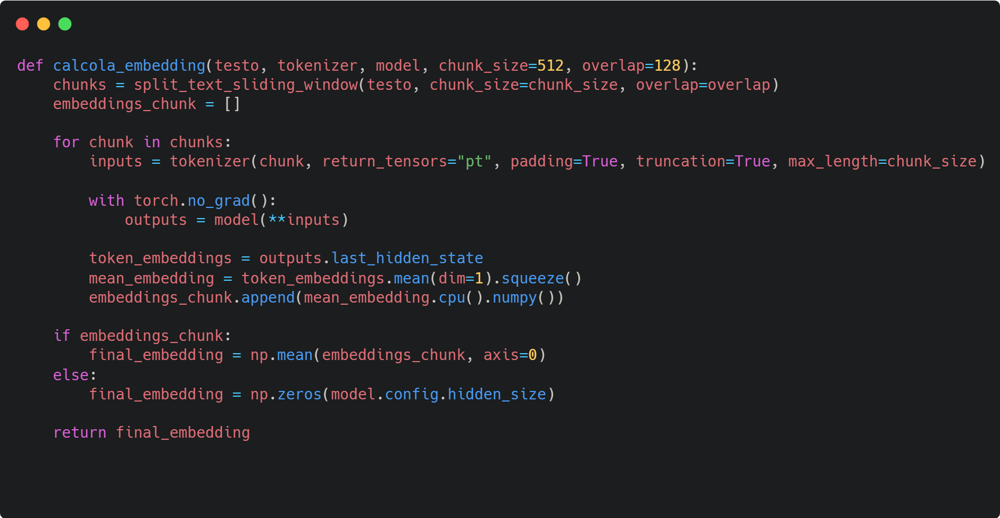 def calcola_embedding(testo, tokenizer, model, chunk_size=512, overlap=128):
    chunks = split_text_sliding_window(testo, chunk_size=chunk_size, overlap=overlap)
    embeddings_chunk = []

    for chunk in chunks:
        inputs = tokenizer(chunk, return_tensors="pt", padding=True, truncation=True, max_length=chunk_size)

        with torch.no_grad():
            outputs = model(**inputs)

        token_embeddings = outputs.last_hidden_state
        mean_embedding = token_embeddings.mean(dim=1).squeeze()
        embeddings_chunk.append(mean_embedding.cpu().numpy())

    if embeddings_chunk:
        final_embedding = np.mean(embeddings_chunk, axis=0)
    else:
        final_embedding = np.zeros(model.config.hidden_size)

    return final_embedding